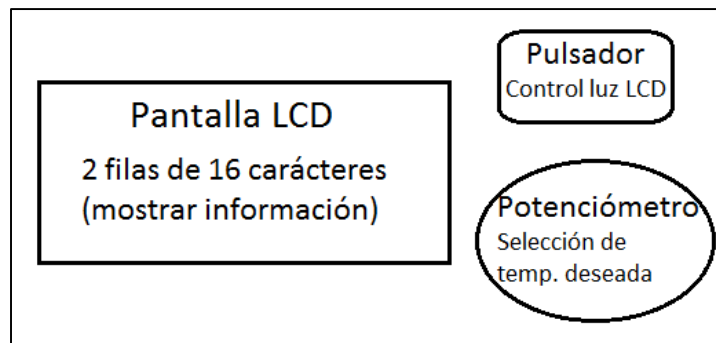 Pantalla LCD
2 filas de 16 carácteres
(mostrar información)
Pulsador
Control luz LCD
Potenciómetro
Selección de
temp. deseada